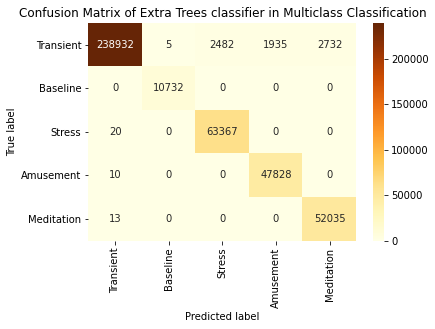 Confusion Matrix of Extra Trees classifier in Multiclass Classification
Transient 238932 5 2482 1935 2732
Baseline 0 10732 0 0 0
Stress 20 0 63367 0 0
Amusement 10 0 0 47828 0
Meditation 13 0 0 0 52035
True label
Transient Baseline Stress Amusement Meditation
Predicted label
200000
150000
100000
50000
0